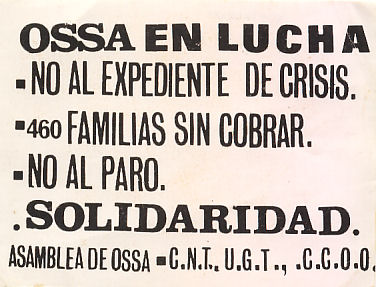 OSSA EN LUCHA
▪NO AL EXPEDIENTE DE CRISIS.
▪460 FAMILIAS SIN COBRAR.
▪NO AL PARO.
.SOLIDARIDAD.
ASAMBLEA DE OSSA ▪C.N.T., U.G.T., .C.C.O.O.